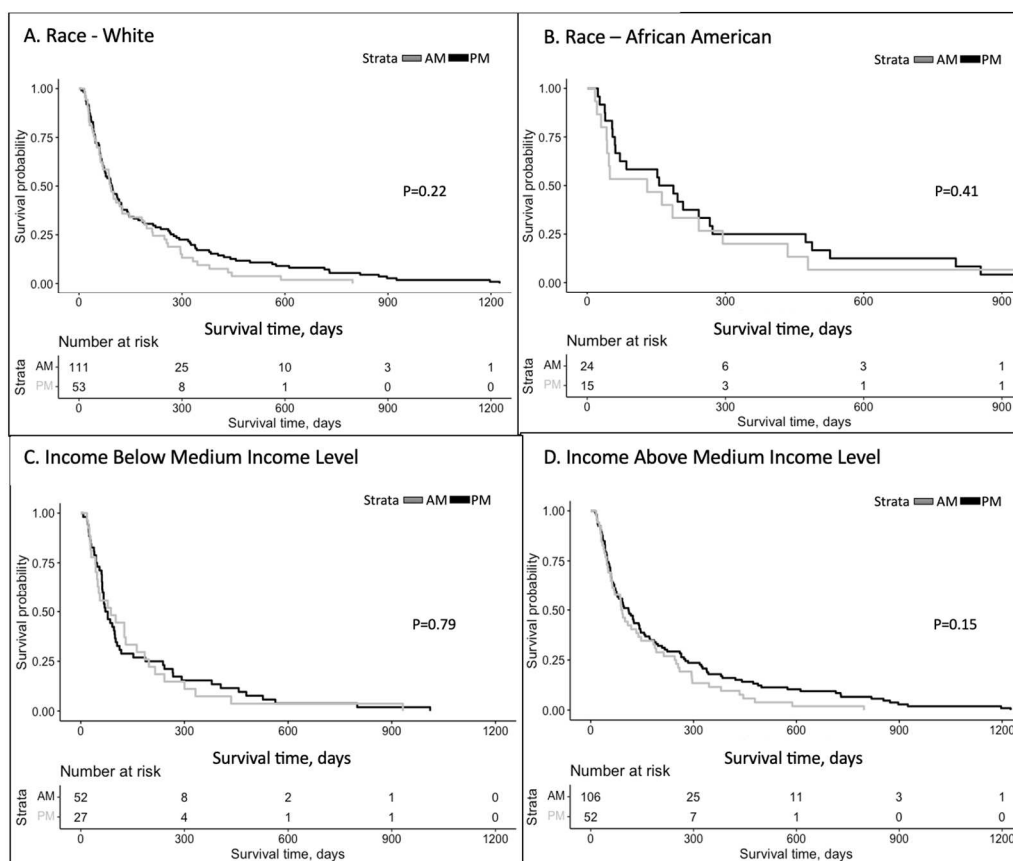 A. Race - White
Strata AM PM
1.00
0.75
0.50
0.25
0.00
Survival probability
P=0.22
0 300 600 900 1200
Survival time, days
Number at risk
Strata
AM 111 25 10 3 1
PM 53 8 1 0 0
0 300 600 900 1200
Survival time, days
B. Race – African American
Strata AM PM
1.00
0.75
0.50
0.25
0.00
Survival probability
P=0.41
0 300 600 900
Survival time, days
Number at risk
Strata
AM 24 6 3 1
PM 15 3 1 1
0 300 600 900
Survival time, days
C. Income Below Medium Income Level
Strata AM PM
1.00
0.75
0.50
0.25
0.00
Survival probability
P=0.79
0 300 600 900 1200
Survival time, days
Number at risk
Strata
AM 52 8 2 1 0
PM 27 4 1 1 0
0 300 600 900 1200
Survival time, days
D. Income Above Medium Income Level
Strata AM PM
1.00
0.75
0.50
0.25
0.00
Survival probability
P=0.15
0 300 600 900 1200
Survival time, days
Number at risk
Strata
AM 106 25 11 3 1
PM 52 7 1 0 0
0 300 600 900 1200
Survival time, days